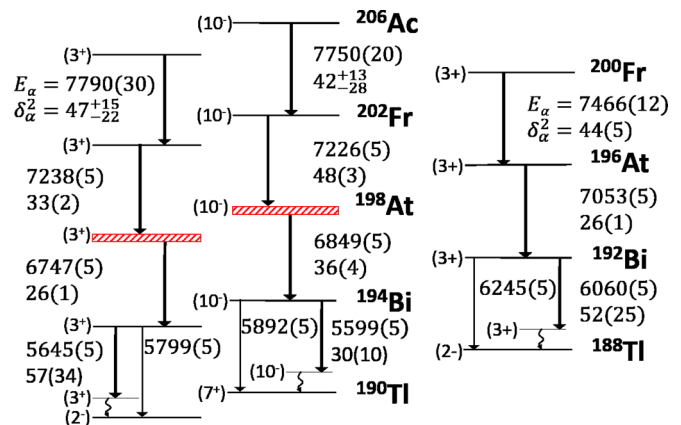 (10⁻) ²⁰⁶Ac
(3⁺)
7750(20)
42⁺¹³₋₂₈
Eα = 7790(30)
δ²α = 47⁺¹⁵₋₂₂
(3+) ²⁰⁰Fr
Eα = 7466(12)
δ²α = 44(5)
(10⁻) ²⁰²Fr
(3⁺)
7226(5)
48(3)
7238(5)
33(2)
(3+) ¹⁹⁶At
7053(5)
26(1)
(10⁻) ¹⁹⁸At
(3⁺)
6849(5)
36(4)
6747(5)
26(1)
(3+) ¹⁹²Bi
6245(5)
6060(5)
52(25)
(3+)
(2-) ¹⁸⁸Tl
(10⁻) ¹⁹⁴Bi
(3⁺)
5892(5)
5599(5)
30(10)
5645(5)
57(34)
5799(5)
(10⁻)
(7⁺) ¹⁹⁰Tl
(3⁺)
(2⁻)